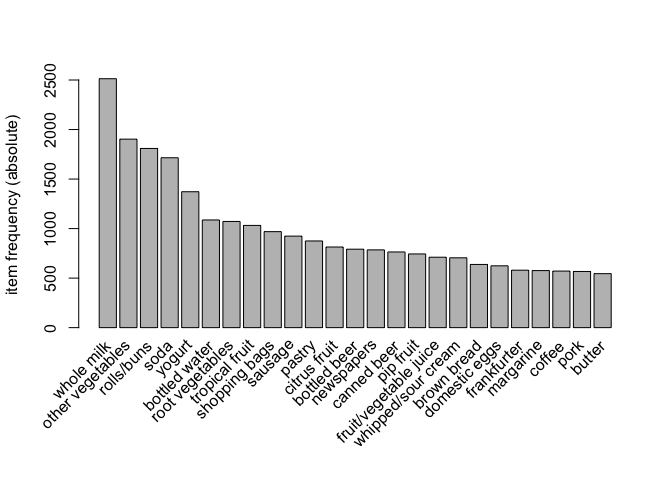 item frequency (absolute)
2500
2000
1500
1000
500
0
whole milk
other vegetables
rolls/buns
soda
yogurt
bottled water
root vegetables
tropical fruit
shopping bags
sausage
pastry
citrus fruit
bottled beer
newspapers
canned beer
pip fruit
fruit/vegetable juice
whipped/sour cream
brown bread
domestic eggs
frankfurter
margarine
coffee
pork
butter